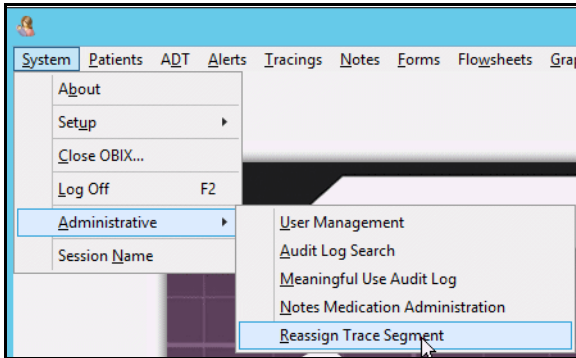 System Patients ADT Alerts Tracings Notes Forms Flowsheets Gra
About
Setup
Close OBIX...
Log Off F2
Administrative
Session Name
User Management
Audit Log Search
Meaningful Use Audit Log
Notes Medication Administration
Reassign Trace Segment